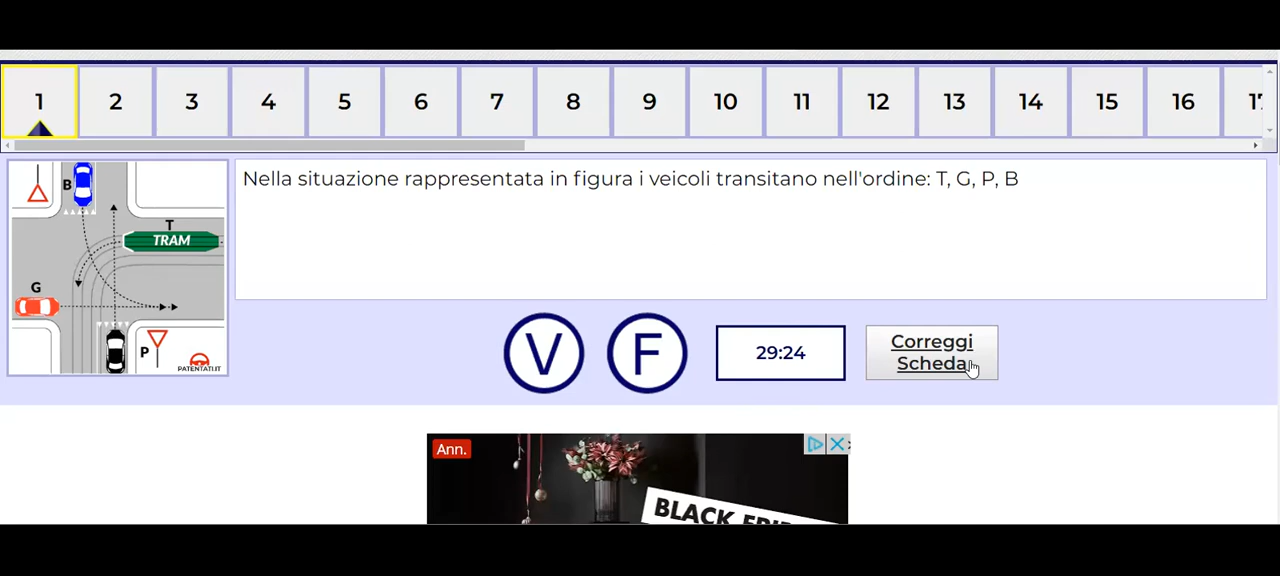 1 2 3 4 5 6 7 8 9 10 11 12 13 14 15 16 17
B
T
TRAM
G
P
PATENTATI.IT
Nella situazione rappresentata in figura i veicoli transitano nell'ordine: T, G, P, B
V F 29:24 Correggi
Scheda
Ann.
BLACK